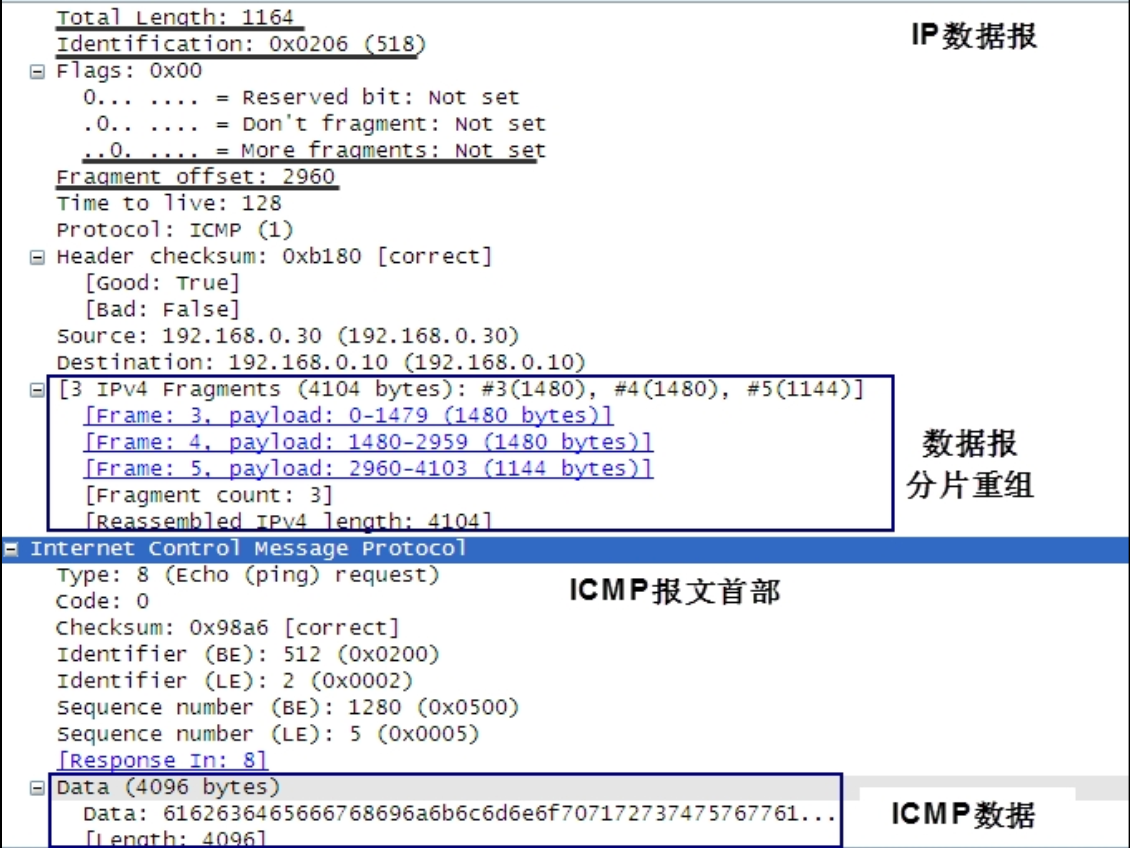 Total Length: 1164
IP数据报
Identification: 0x0206 (518)
Flags: 0x00
0... .... = Reserved bit: Not set
.0.. .... = Don't fragment: Not set
..0. .... = More fragments: Not set
Fragment offset: 2960
Time to live: 128
Protocol: ICMP (1)
Header checksum: 0xb180 [correct]
[Good: True]
[Bad: False]
Source: 192.168.0.30 (192.168.0.30)
Destination: 192.168.0.10 (192.168.0.10)
[3 IPv4 Fragments (4104 bytes): #3(1480), #4(1480), #5(1144)]
[Frame: 3, payload: 0-1479 (1480 bytes)]
[Frame: 4, payload: 1480-2959 (1480 bytes)]
[Frame: 5, payload: 2960-4103 (1144 bytes)]
[Fragment count: 3]
[Reassembled IPv4 length: 4104]
数据报
分片重组
Internet Control Message Protocol
Type: 8 (Echo (ping) request)
ICMP报文首部
Code: 0
Checksum: 0x98a6 [correct]
Identifier (BE): 512 (0x0200)
Identifier (LE): 2 (0x0002)
Sequence number (BE): 1280 (0x0500)
Sequence number (LE): 5 (0x0005)
[Response In: 8]
Data (4096 bytes)
Data: 6162636465666768696a6b6c6d6e6f707172737475767761...
[Length: 4096]
ICMP数据